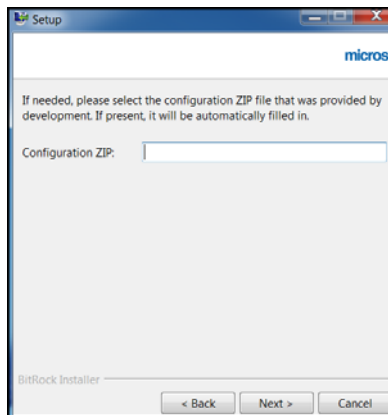 Setup
micros
If needed, please select the configuration ZIP file that was provided by
development. If present, it will be automatically filled in.
Configuration ZIP:
BitRock Installer
< Back
Next >
Cancel